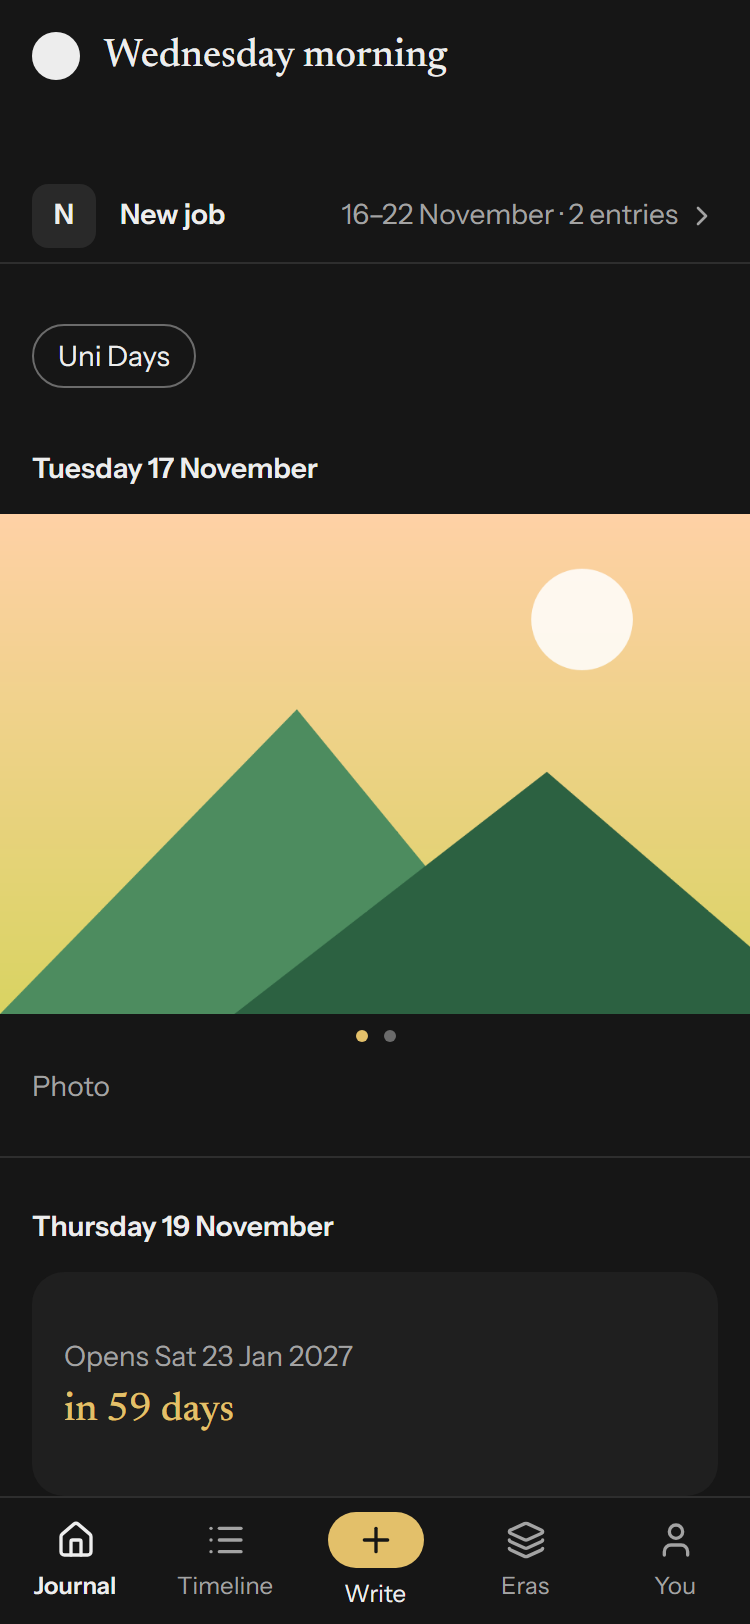 Wednesday morning
N New job 16–22 November · 2 entries
Uni Days
Tuesday 17 November
Photo
Thursday 19 November
Opens Sat 23 Jan 2027
in 59 days
Journal Timeline Write Eras You